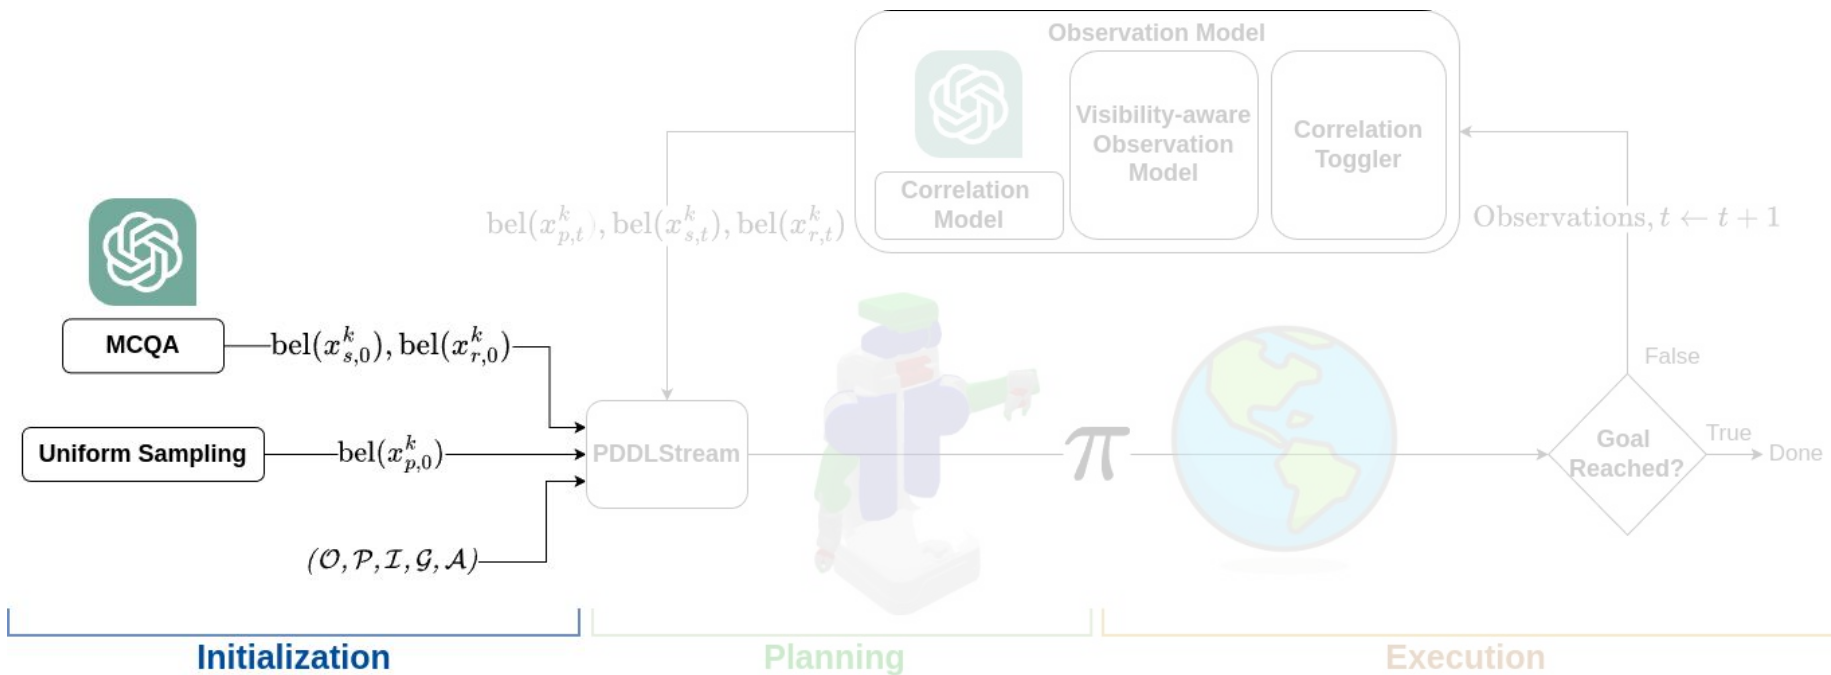 Observation Model
Visibility-aware
Observation
Model
Correlation
Toggler
Correlation
Model
bel(x^k_{p,t}), bel(x^k_{s,t}), bel(x^k_{r,t})
Observations, t ← t + 1
MCQA
bel(x^k_{s,0}), bel(x^k_{r,0})
False
Uniform Sampling
bel(x^k_{p,0})
PDDLStream
π
Goal
Reached?
True
Done
(𝒪, 𝒫, ℐ, 𝒢, 𝒜)
Initialization
Planning
Execution